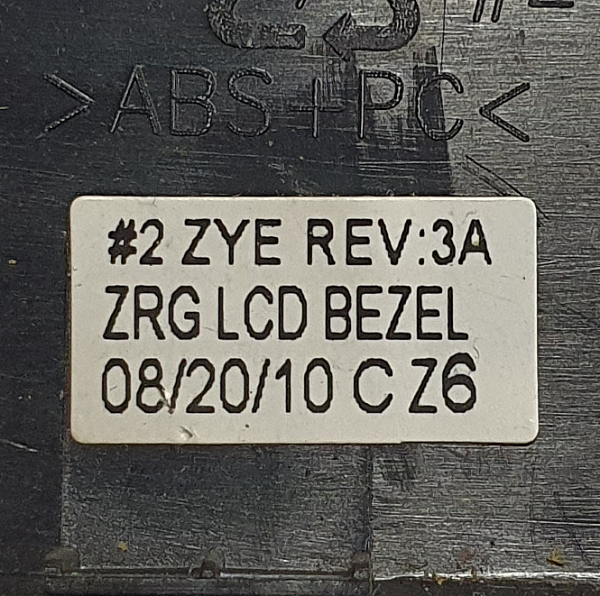 >ABS+PC<
#2 ZYE REV:3A
ZRG LCD BEZEL
08/20/10 C Z6